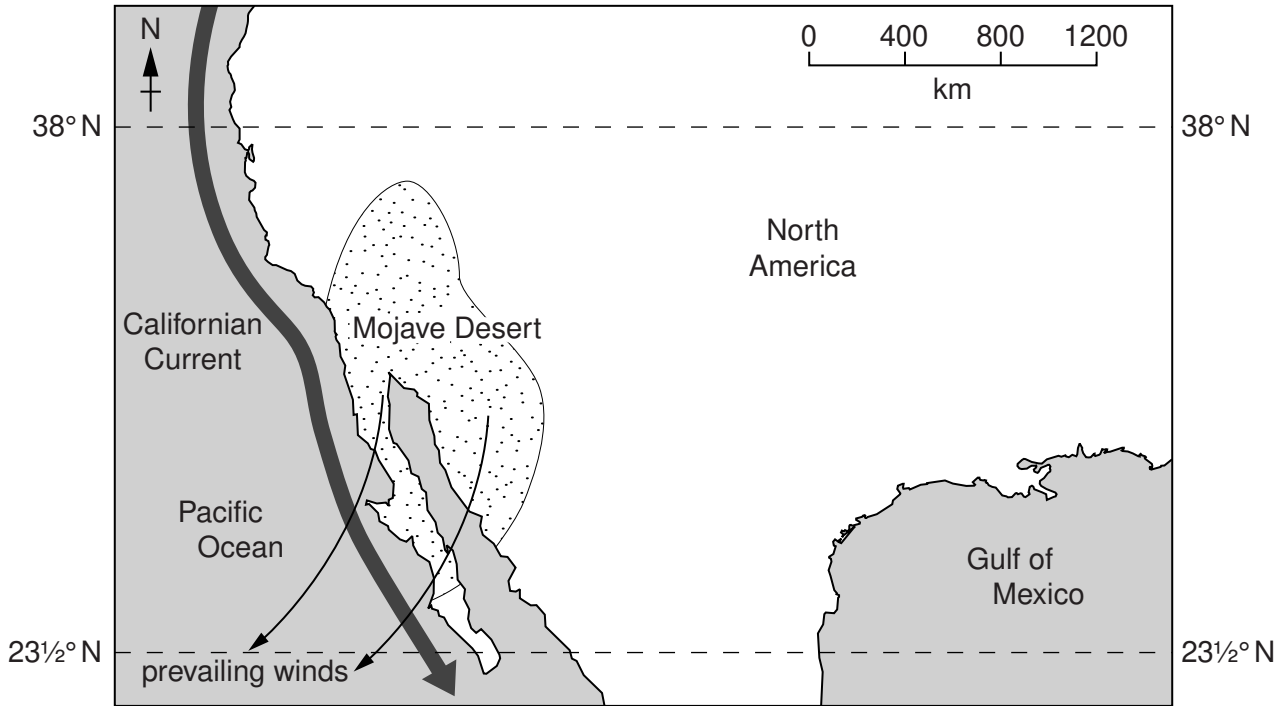 N
0 400 800 1200
km
38° N
38° N
North
America
Californian
Current
Mojave Desert
Pacific
Ocean
Gulf of
Mexico
23½° N
23½° N
prevailing winds